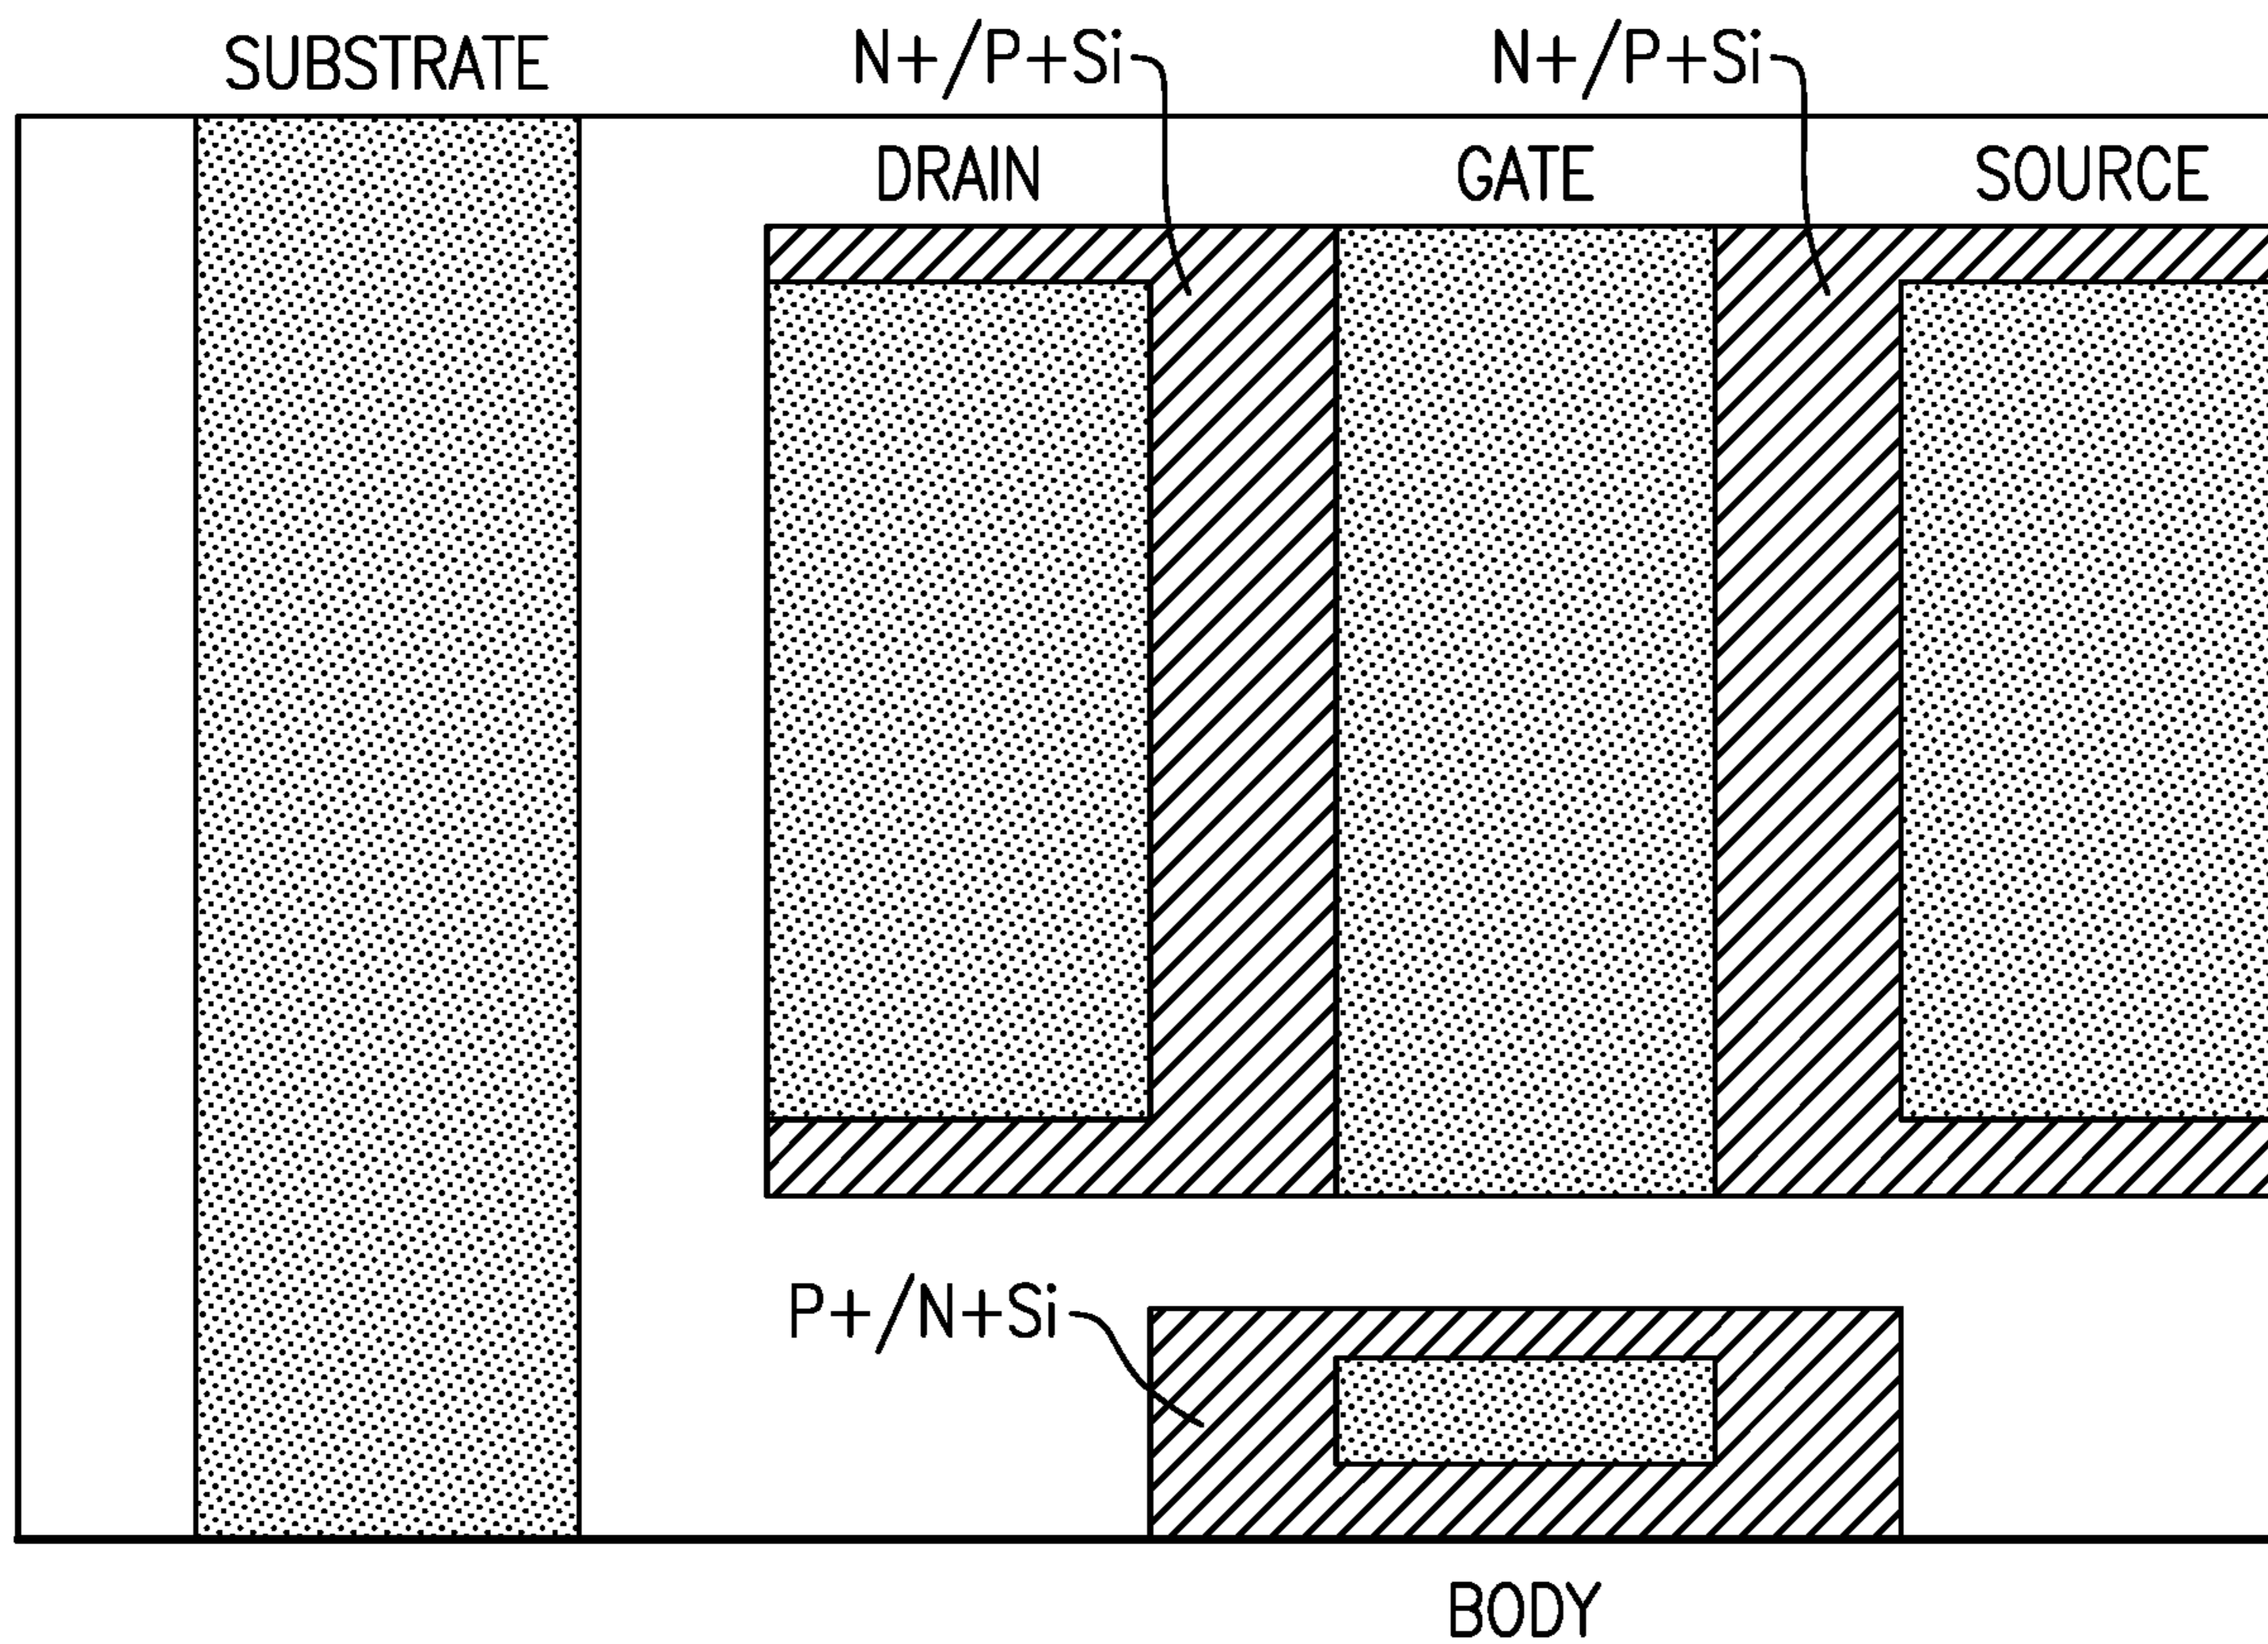 SUBSTRATE
N+/P+Si
N+/P+Si
DRAIN
GATE
SOURCE
P+/N+Si
BODY